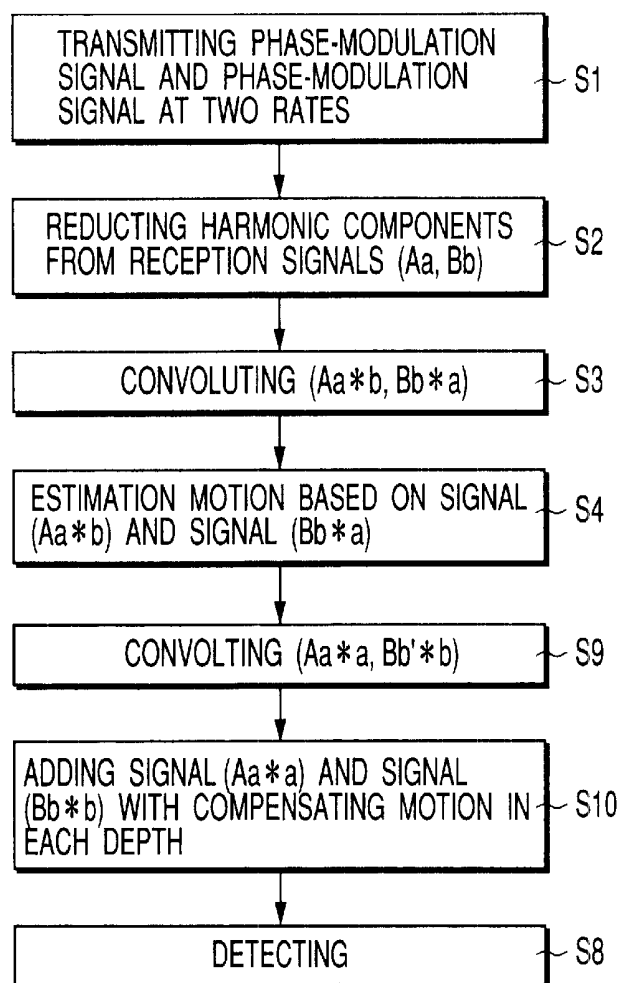 TRANSMITTING PHASE-MODULATION
SIGNAL AND PHASE-MODULATION
SIGNAL AT TWO RATES
S1
REDUCTING HARMONIC COMPONENTS
FROM RECEPTION SIGNALS (Aa, Bb)
S2
CONVOLUTING (Aa*b, Bb*a)
S3
ESTIMATION MOTION BASED ON SIGNAL
(Aa*b) AND SIGNAL (Bb*a)
S4
CONVOLTING (Aa*a, Bb'*b)
S9
ADDING SIGNAL (Aa*a) AND SIGNAL
(Bb*b) WITH COMPENSATING MOTION IN
EACH DEPTH
S10
DETECTING
S8